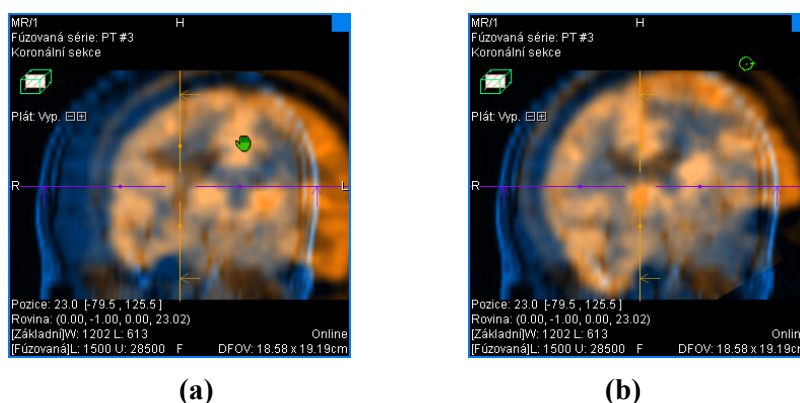 MR/1 H
Fúzovaná série: PT #3
Koronální sekce
Plát: Vyp.
R L
Pozice: 23.0 [-79.5 , 125.5 ]
Rovina: (0.00, -1.00, 0.00, 23.02)
[Základní]W: 1202 L: 613 Online
[Fúzovaná]L: 1500 U: 28500 F DFOV: 18.58 x 19.19cm
(a)
MR/1 H
Fúzovaná série: PT #3
Koronální sekce
Plát: Vyp.
R
Pozice: 23.0 [-79.5 , 125.5 ]
Rovina: (0.00, -1.00, 0.00, 23.02)
[Základní]W: 1202 L: 613 Onlin
[Fúzovaná]L: 1500 U: 28500 F DFOV: 18.58 x 19.19cm
(b)